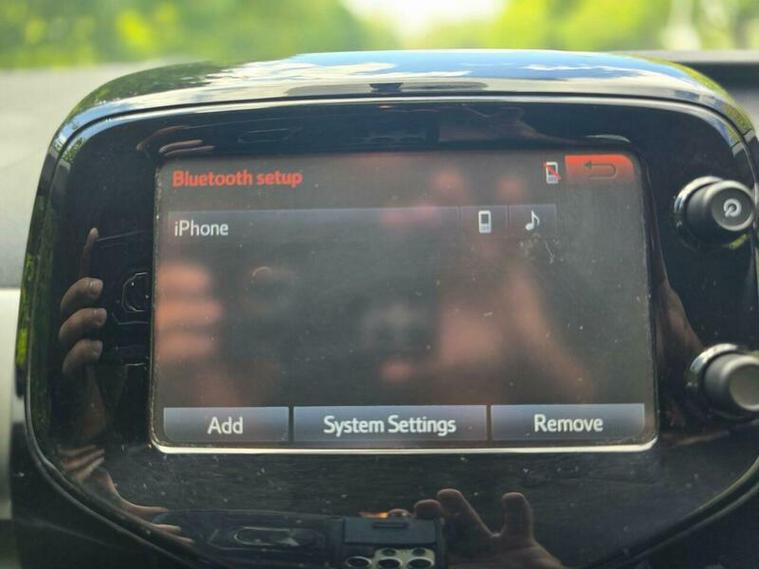 Bluetooth setup
iPhone
Add System Settings Remove